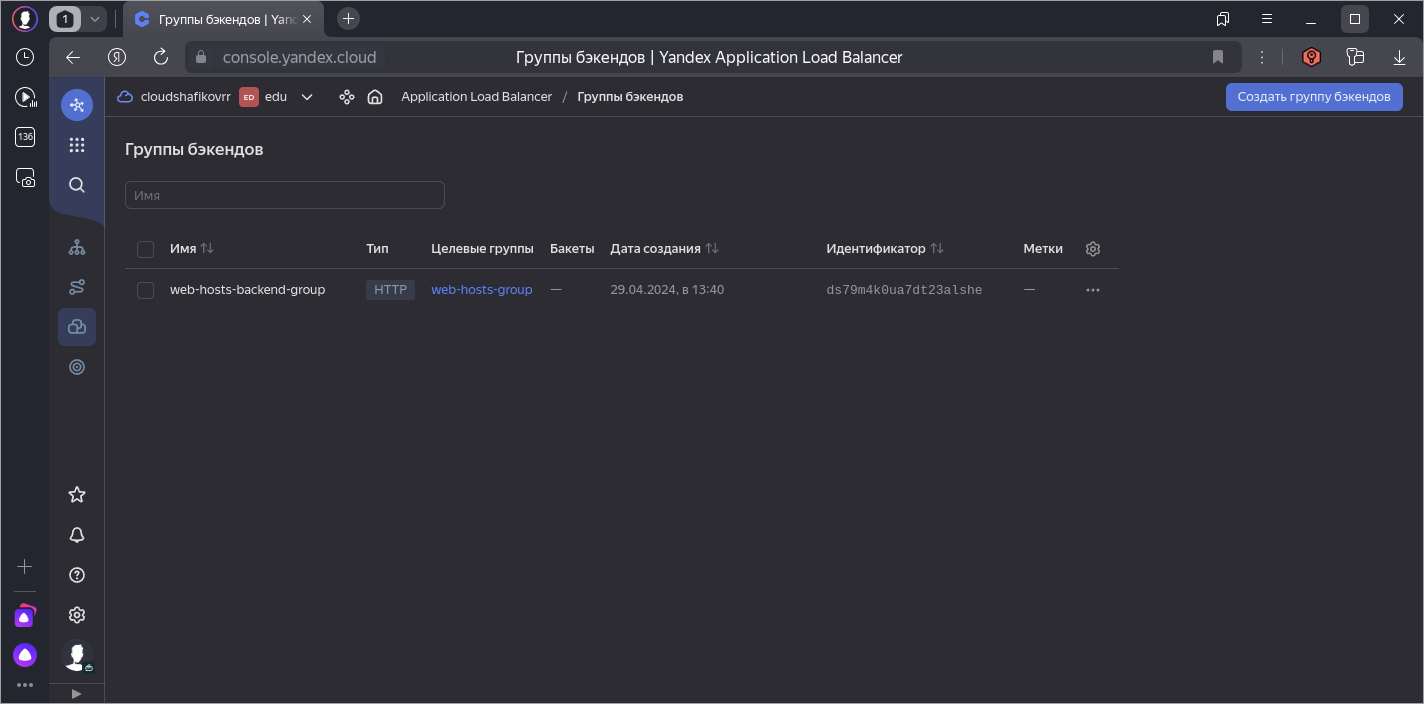 1
Группы бэкендов | Yan
console.yandex.cloud
Группы бэкендов | Yandex Application Load Balancer
136
cloudshafikovrr ED edu
Application Load Balancer / Группы бэкендов
Создать группу бэкендов
Группы бэкендов
Имя
Имя Тип Целевые группы Бакеты Дата создания Идентификатор Метки
web-hosts-backend-group HTTP web-hosts-group — 29.04.2024, в 13:40 ds79m4k0ua7dt23alshe —